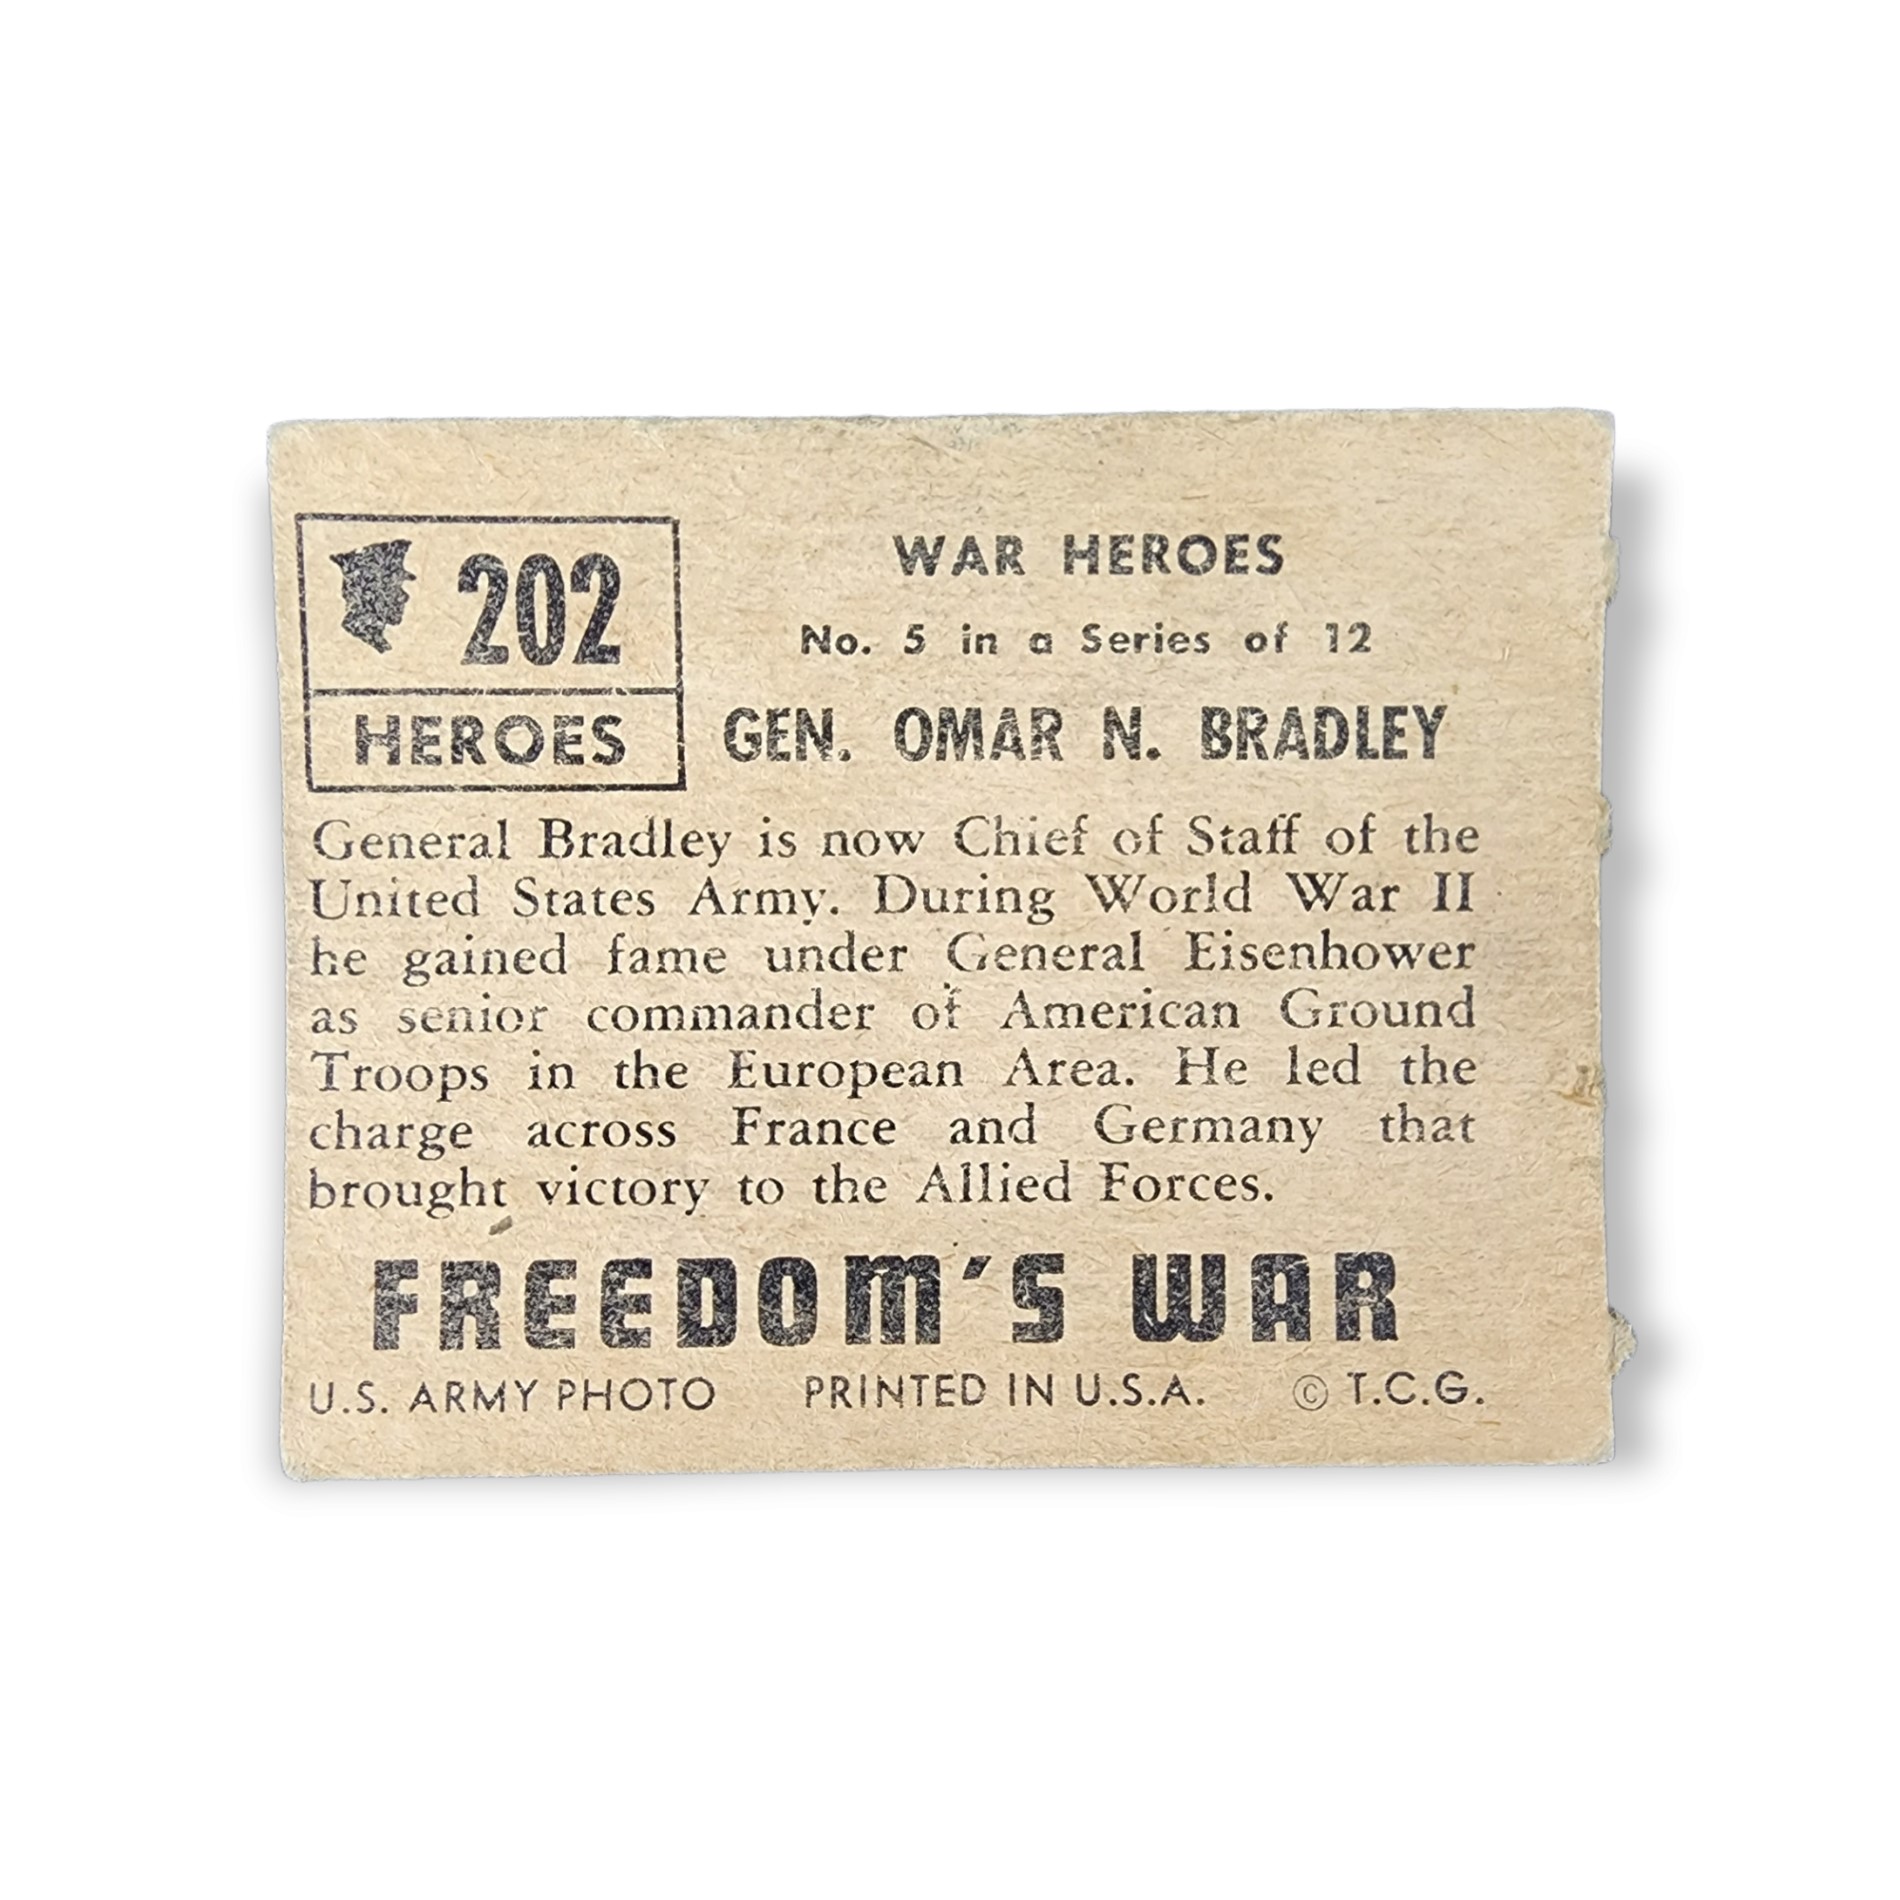 202
HEROES
WAR HEROES
No. 5 in a Series of 12
GEN. OMAR N. BRADLEY
General Bradley is now Chief of Staff of the
United States Army. During World War II
he gained fame under General Eisenhower
as senior commander of American Ground
Troops in the European Area. He led the
charge across France and Germany that
brought victory to the Allied Forces.
FREEDOM'S WAR
U.S. ARMY PHOTO PRINTED IN U.S.A. © T.C.G.